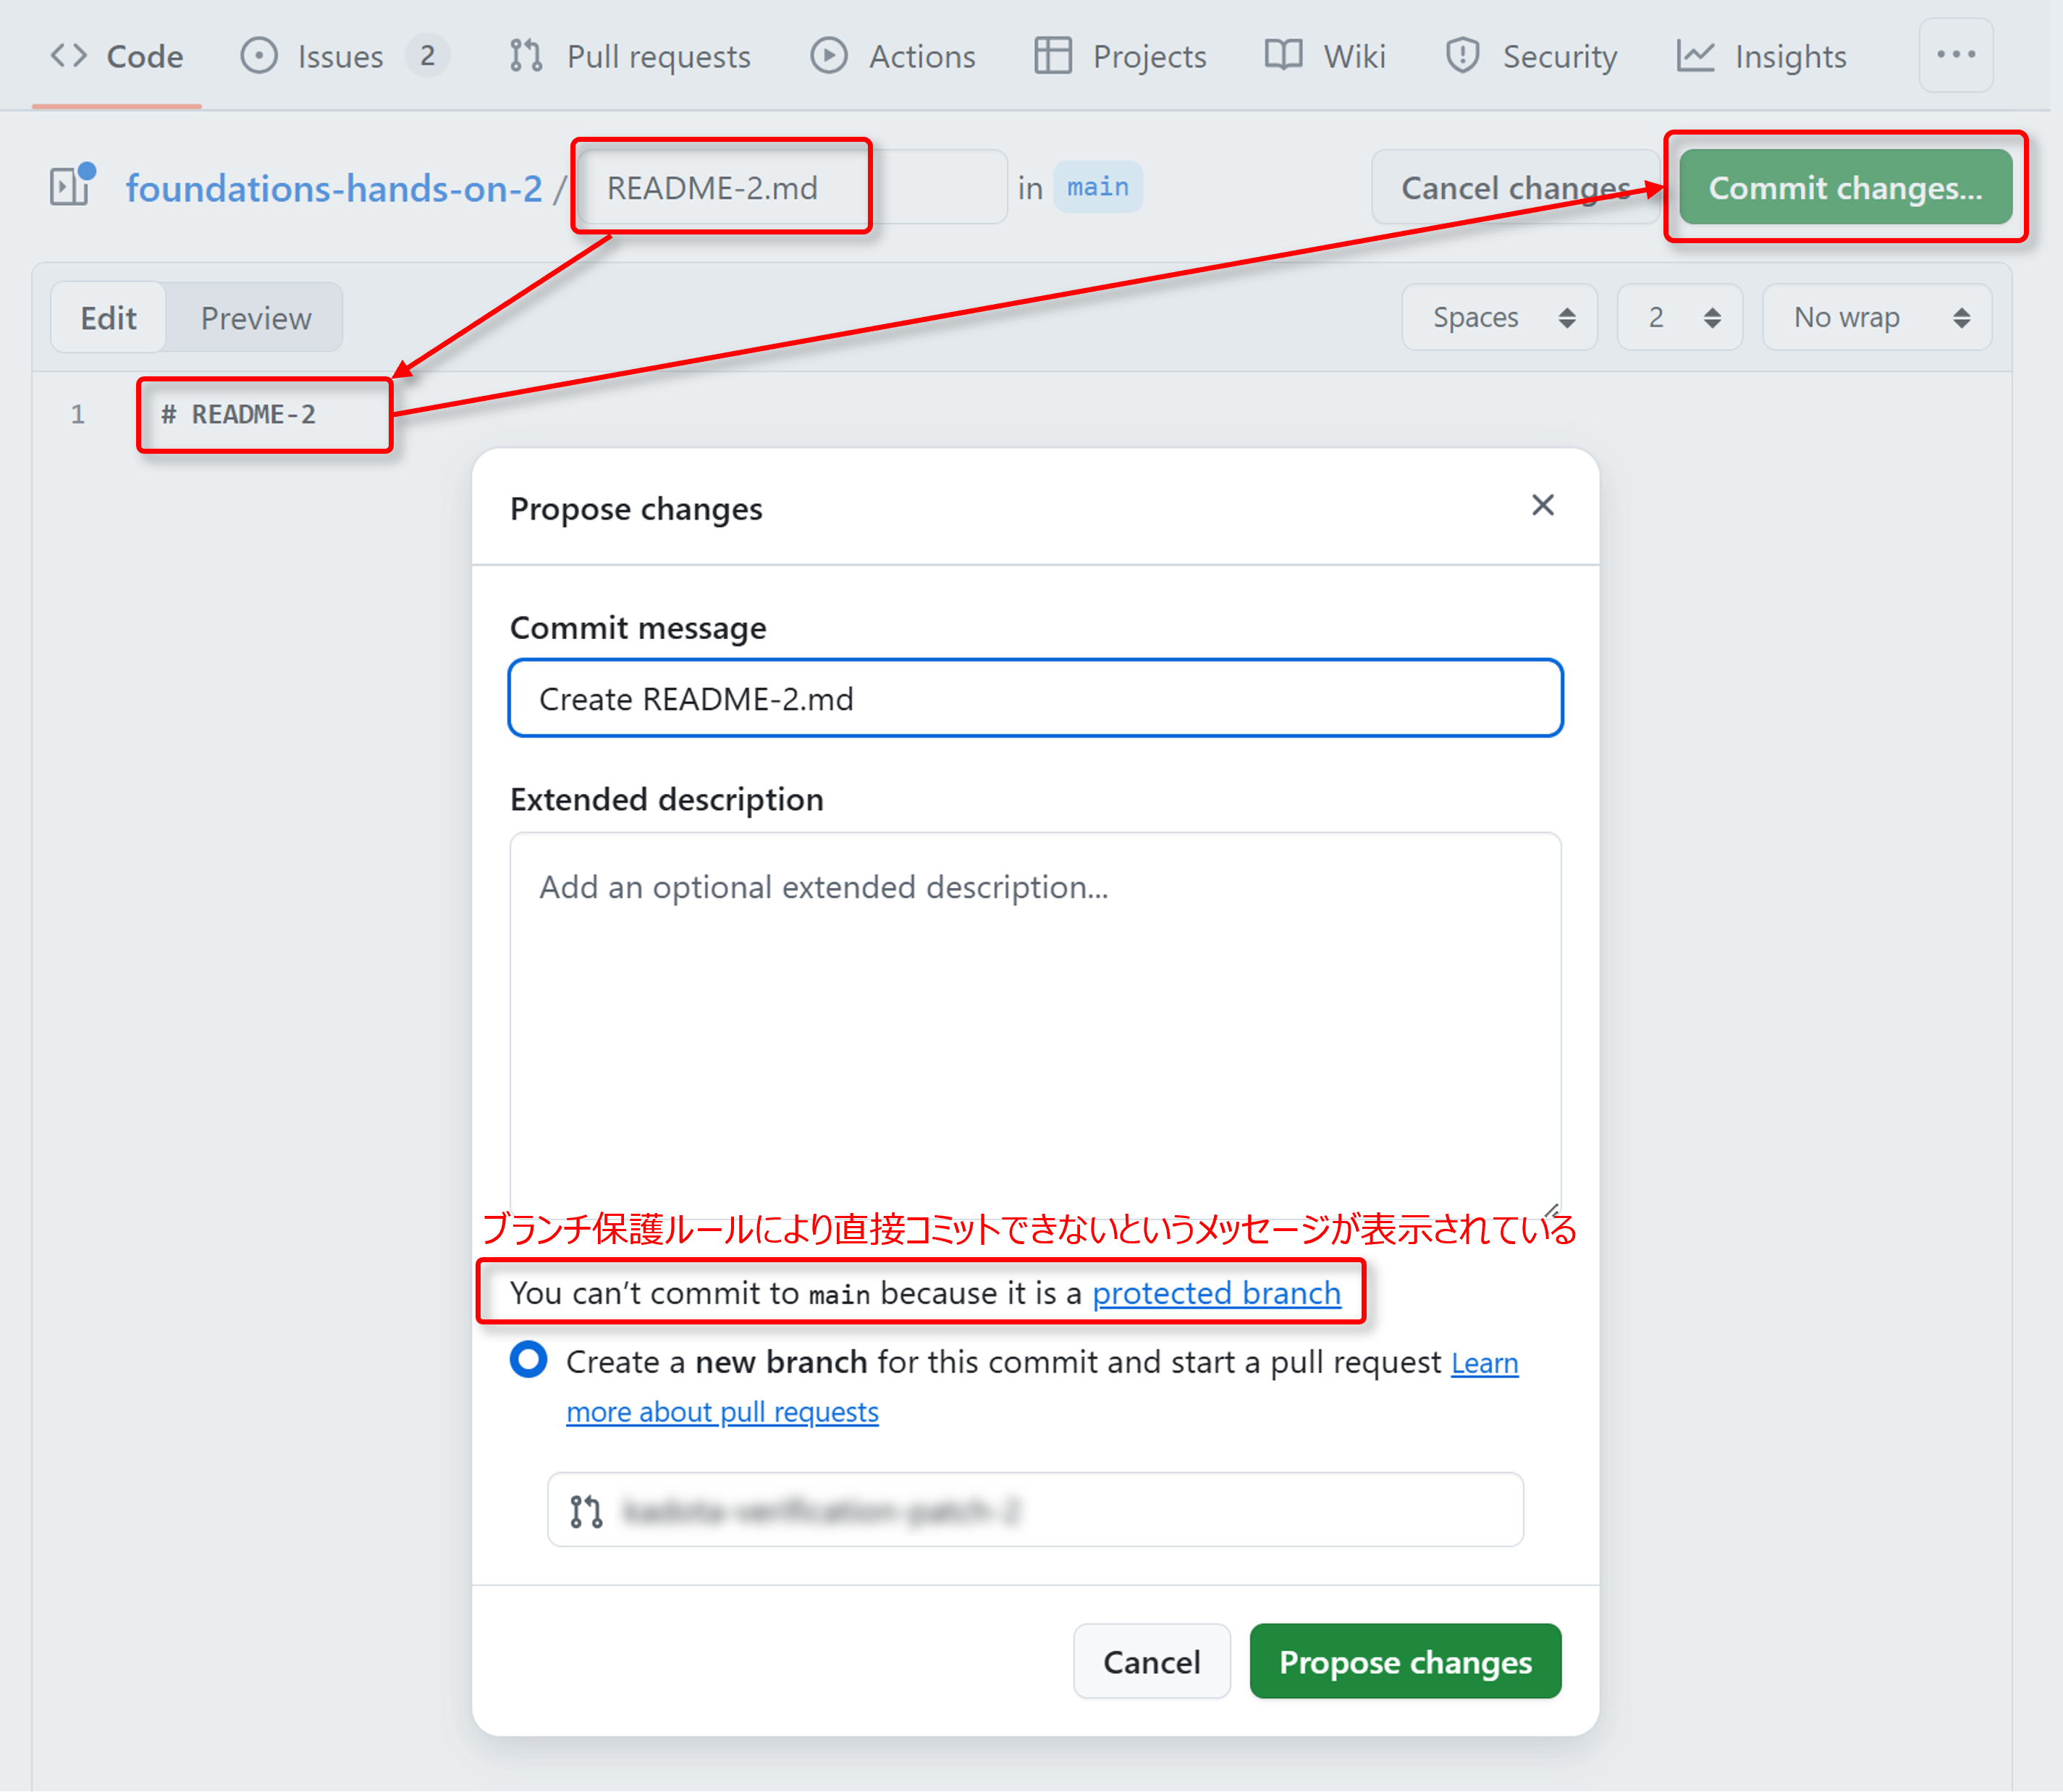 Code Issues 2 Pull requests Actions Projects Wiki Security Insights
foundations-hands-on-2 / README-2.md in main Cancel changes Commit changes...
Edit Preview Spaces 2 No wrap
1 # README-2
Propose changes
Commit message
Create README-2.md
Extended description
Add an optional extended description...
ブランチ保護ルールにより直接コミットできないというメッセージが表示されている
You can’t commit to main because it is a protected branch
Create a new branch for this commit and start a pull request Learn
more about pull requests
Cancel Propose changes